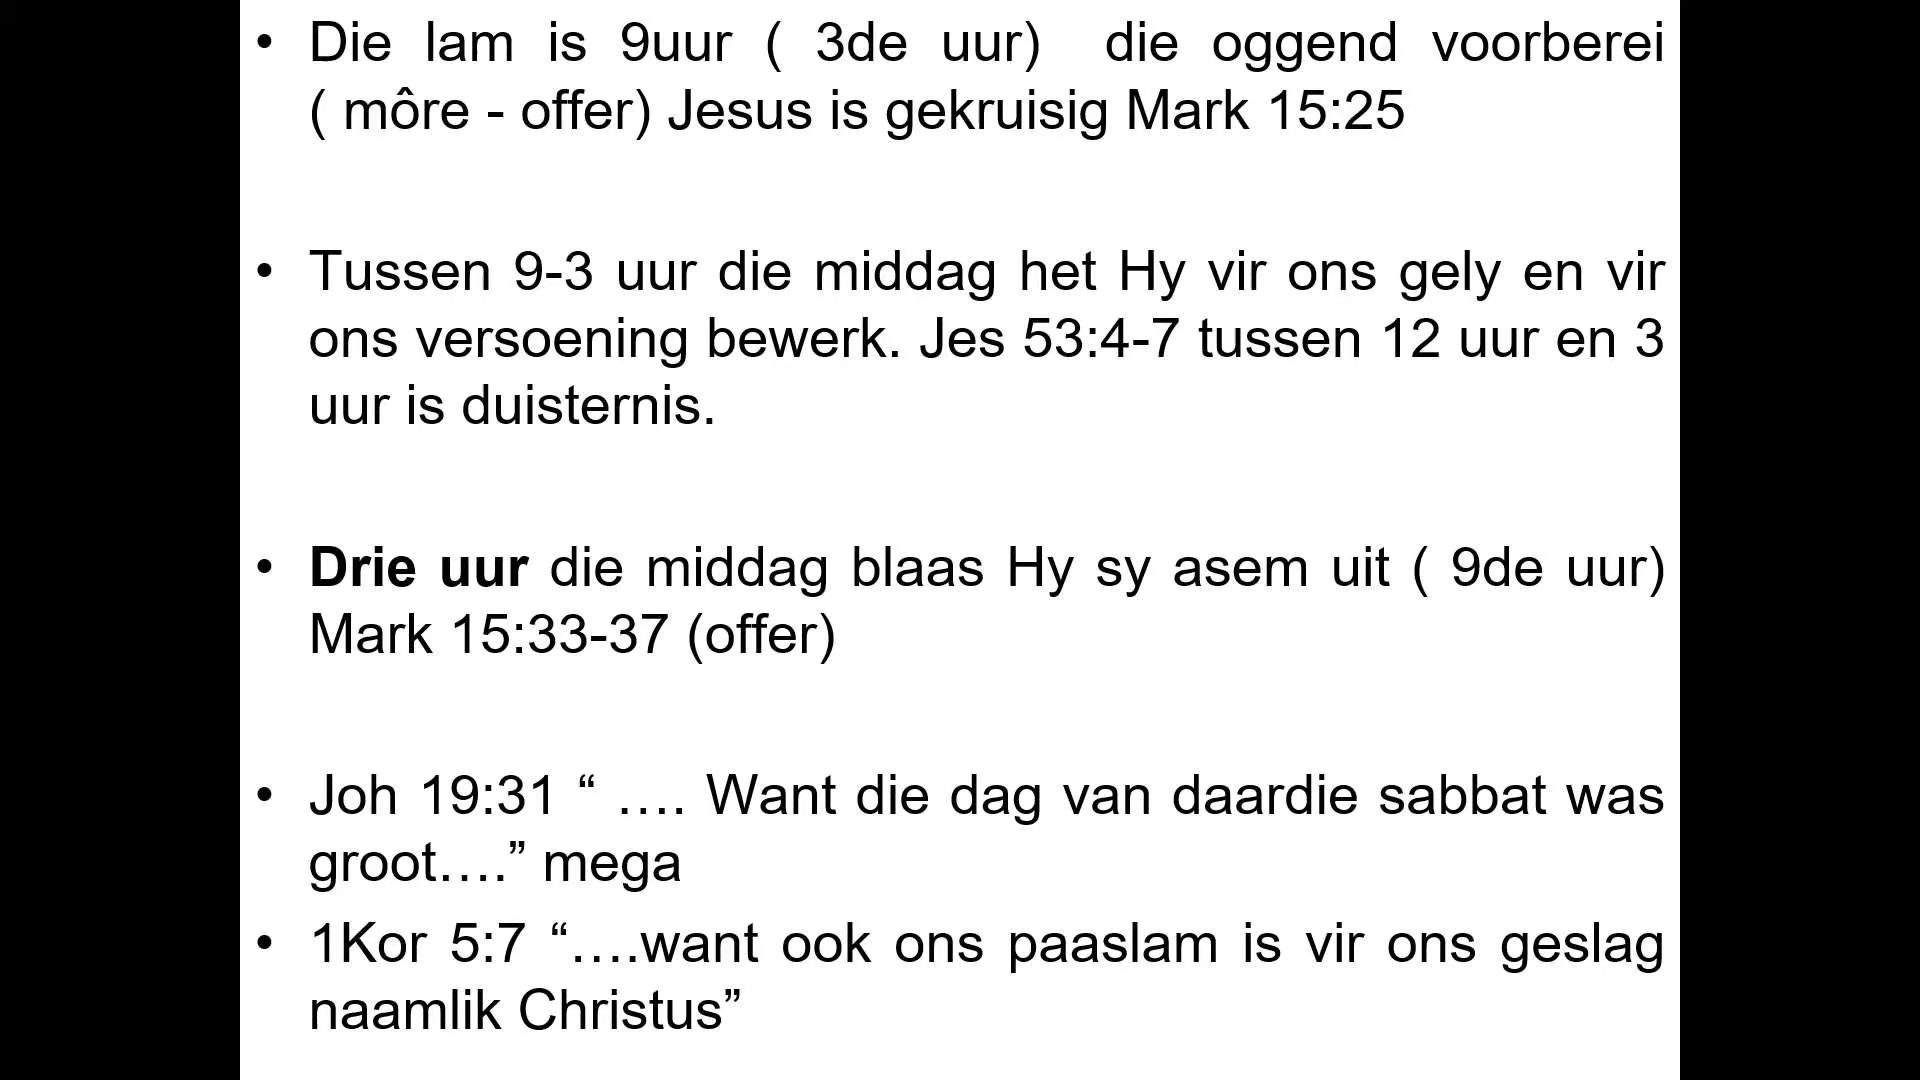 • Die lam is 9uur ( 3de uur) die oggend voorberei
( môre - offer) Jesus is gekruisig Mark 15:25
• Tussen 9-3 uur die middag het Hy vir ons gely en vir
ons versoening bewerk. Jes 53:4-7 tussen 12 uur en 3
uur is duisternis.
• Drie uur die middag blaas Hy sy asem uit ( 9de uur)
Mark 15:33-37 (offer)
• Joh 19:31 “ …. Want die dag van daardie sabbat was
groot….” mega
• 1Kor 5:7 “….want ook ons paaslam is vir ons geslag
naamlik Christus”